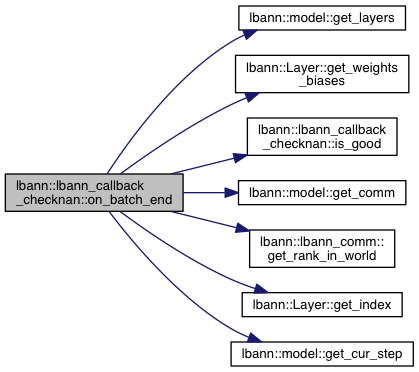 lbann::model::get_layers
lbann::Layer::get_weights
_biases
lbann::lbann_callback
_checknan::is_good
lbann::lbann_callback
_checknan::on_batch_end
lbann::model::get_comm
lbann::lbann_comm::
get_rank_in_world
lbann::Layer::get_index
lbann::model::get_cur_step